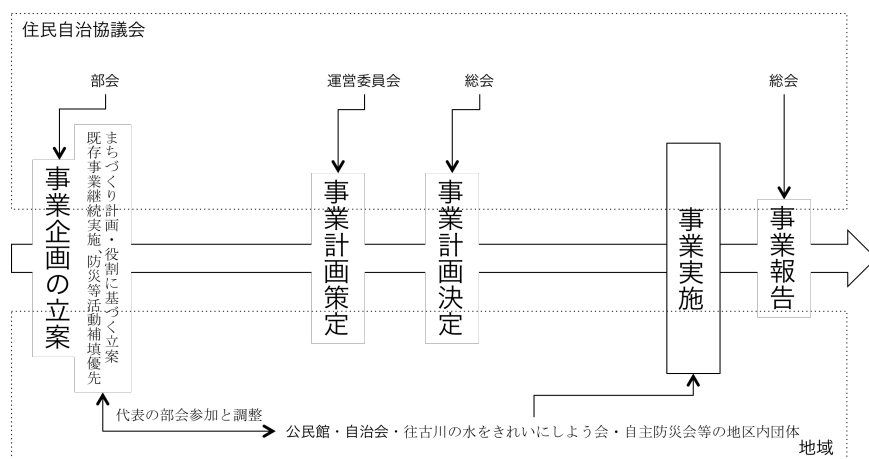 住民自治協議会
部会
運営委員会
総会
総会
事業企画の立案
まちづくり計画・役割に基づく立案
既存事業継続実施、防災等活動補填優先
事業計画策定
事業計画決定
事業実施
事業報告
代表の部会参加と調整
公民館・自治会・往古川の水をきれいにしよう会・自主防災会等の地区内団体
地域